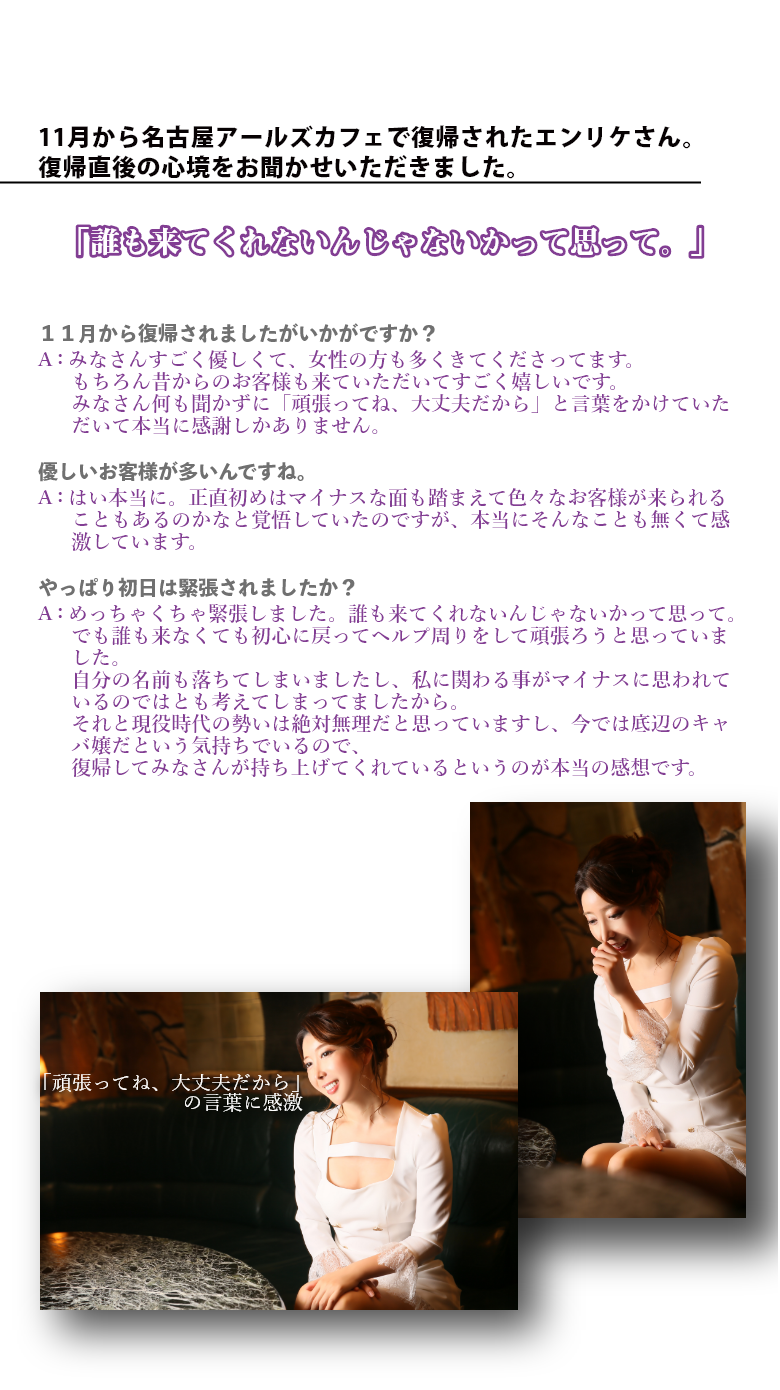 11月から名古屋アールズカフェで復帰されたエンリケさん。
復帰直後の心境をお聞かせいただきました。
『誰も来てくれないんじゃないかって思って。』
１１月から復帰されましたがいかがですか？
A：みなさんすごく優しくて、女性の方も多くきてくださってます。
もちろん昔からのお客様も来ていただいてすごく嬉しいです。
みなさん何も聞かずに「頑張ってね、大丈夫だから」と言葉をかけていた
だいて本当に感謝しかありません。
優しいお客様が多いんですね。
A：はい本当に。正直初めはマイナスな面も踏まえて色々なお客様が来られる
こともあるのかなと覚悟していたのですが、本当にそんなことも無くて感
激しています。
やっぱり初日は緊張されましたか？
A：めっちゃくちゃ緊張しました。誰も来てくれないんじゃないかって思って。
でも誰も来なくても初心に戻ってヘルプ周りをして頑張ろうと思っていま
した。
自分の名前も落ちてしまいましたし、私に関わる事がマイナスに思われて
いるのではとも考えてしまってましたから。
それと現役時代の勢いは絶対無理だと思っていますし、今では底辺のキャ
バ嬢だという気持ちでいるので、
復帰してみなさんが持ち上げてくれているというのが本当の感想です。
「頑張ってね、大丈夫だから」
の言葉に感激